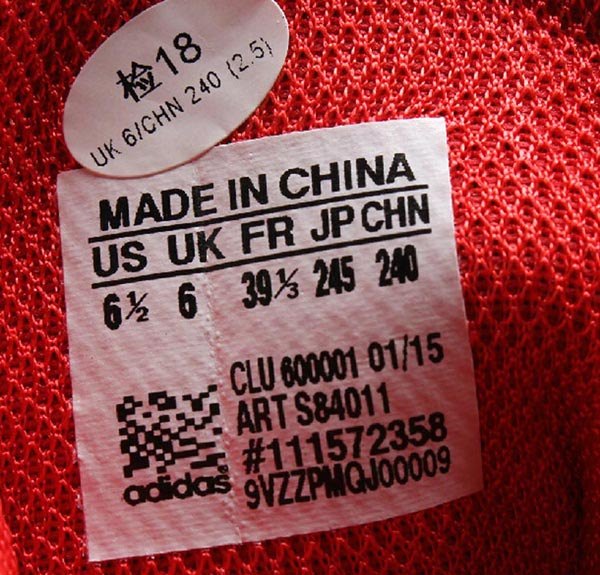 检18
UK 6/CHN 240 (2.5)
MADE IN CHINA
US UK FR JP CHN
6½ 6 39⅓ 245 240
CLU 600001 01/15
ART S84011
#111572358
adidas® 9VZZPMQJ00009